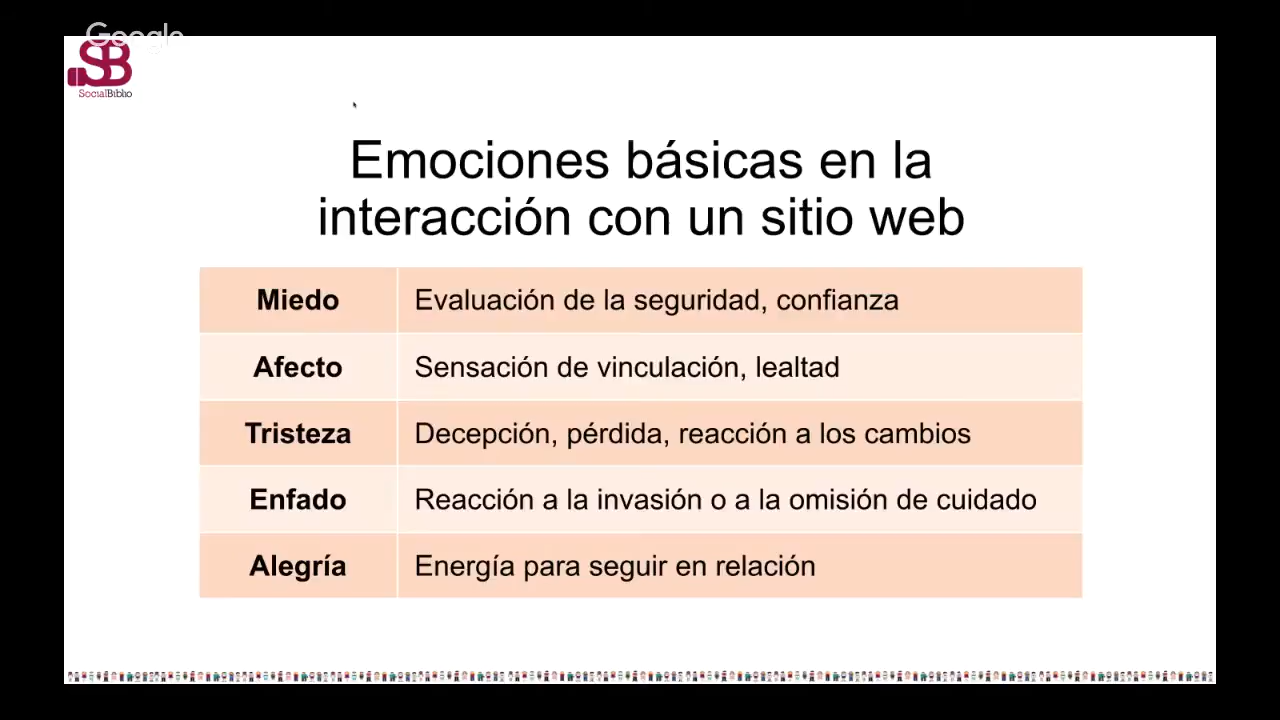 Google
SB
SocialBiblio
Emociones básicas en la
interacción con un sitio web
Miedo Evaluación de la seguridad, confianza
Afecto Sensación de vinculación, lealtad
Tristeza Decepción, pérdida, reacción a los cambios
Enfado Reacción a la invasión o a la omisión de cuidado
Alegría Energía para seguir en relación